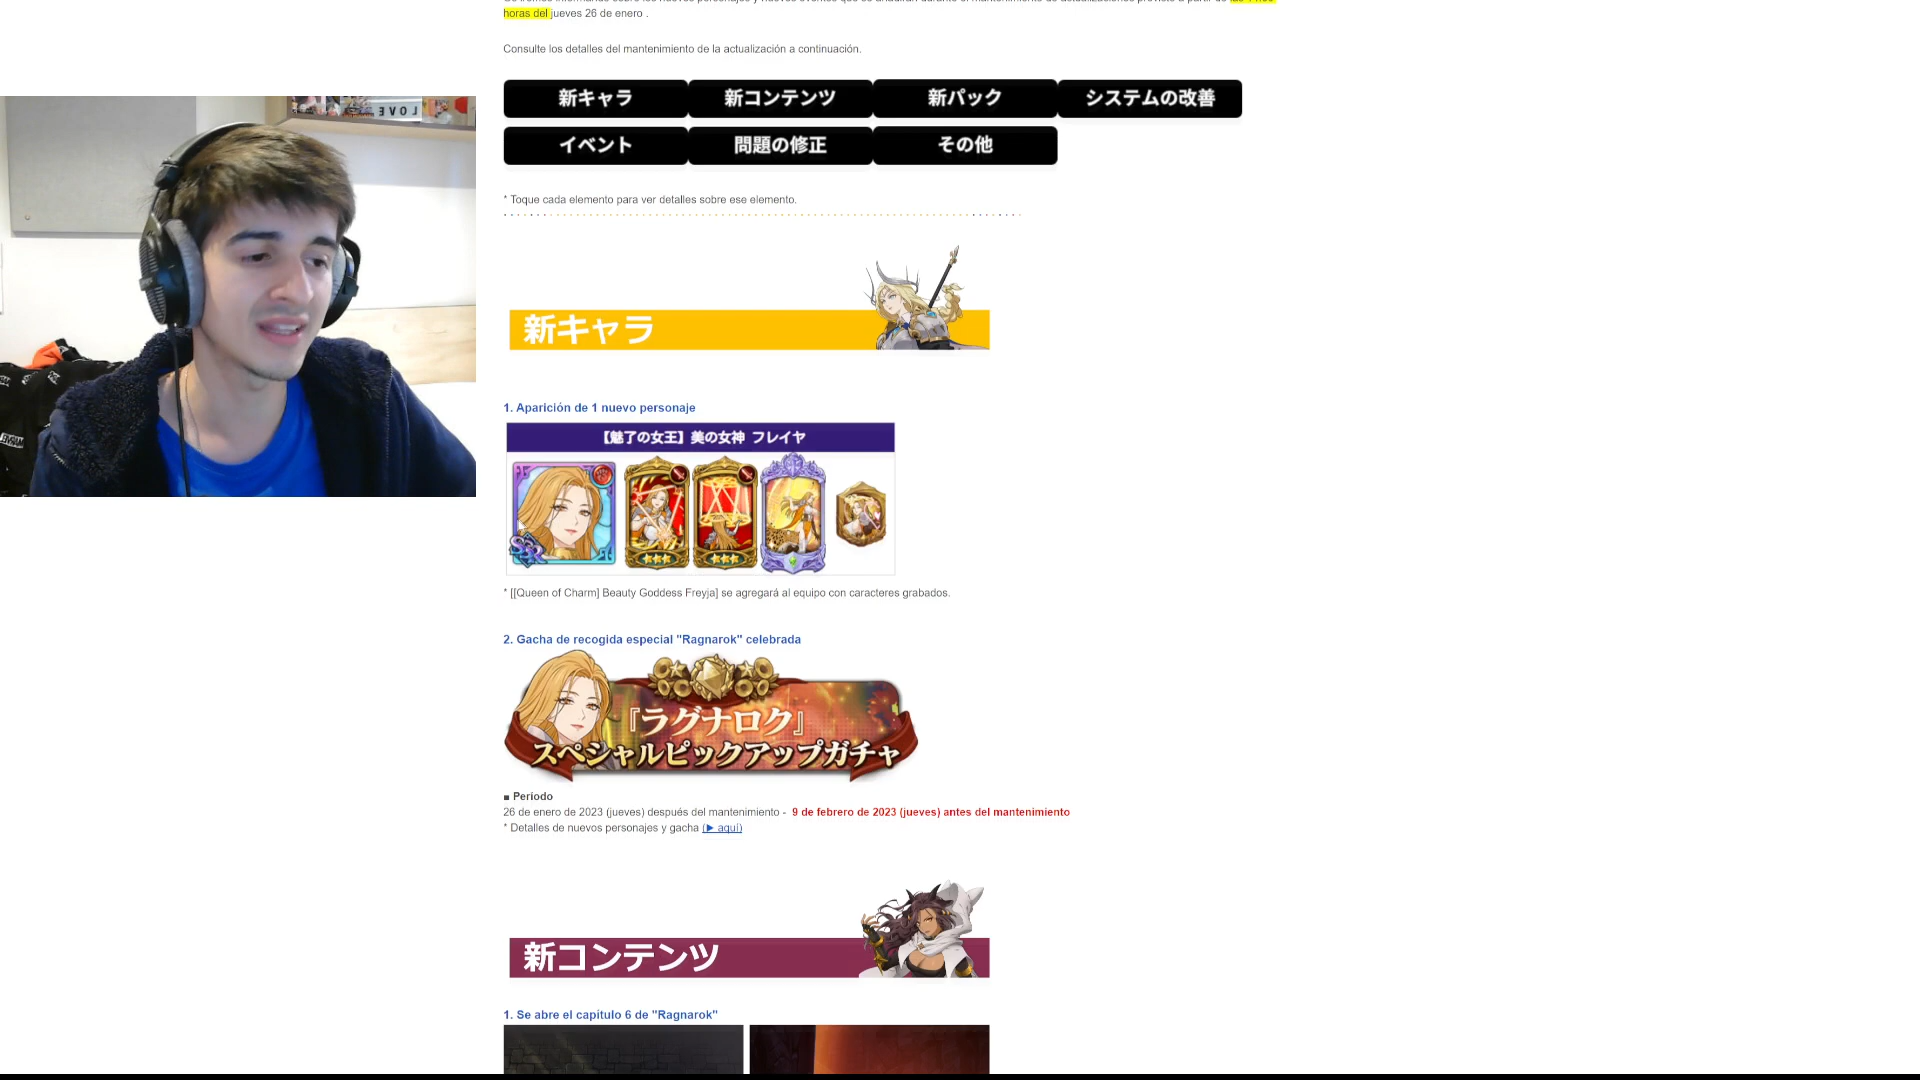 horas del jueves 26 de enero .
Consulte los detalles del mantenimiento de la actualización a continuación.
新キャラ 新コンテンツ 新パック システムの改善
イベント 問題の修正 その他
* Toque cada elemento para ver detalles sobre ese elemento.
LOVE
新キャラ
1. Aparición de 1 nuevo personaje
【魅了の女王】美の女神 フレイヤ
SSR
* [[Queen of Charm] Beauty Goddess Freyja] se agregará al equipo con caracteres grabados.
2. Gacha de recogida especial "Ragnarok" celebrada
『ラグナロク』
スペシャルピックアップガチャ
■ Período
26 de enero de 2023 (jueves) después del mantenimiento - 9 de febrero de 2023 (jueves) antes del mantenimiento
* Detalles de nuevos personajes y gacha (▶ aquí)
新コンテンツ
1. Se abre el capítulo 6 de "Ragnarok"